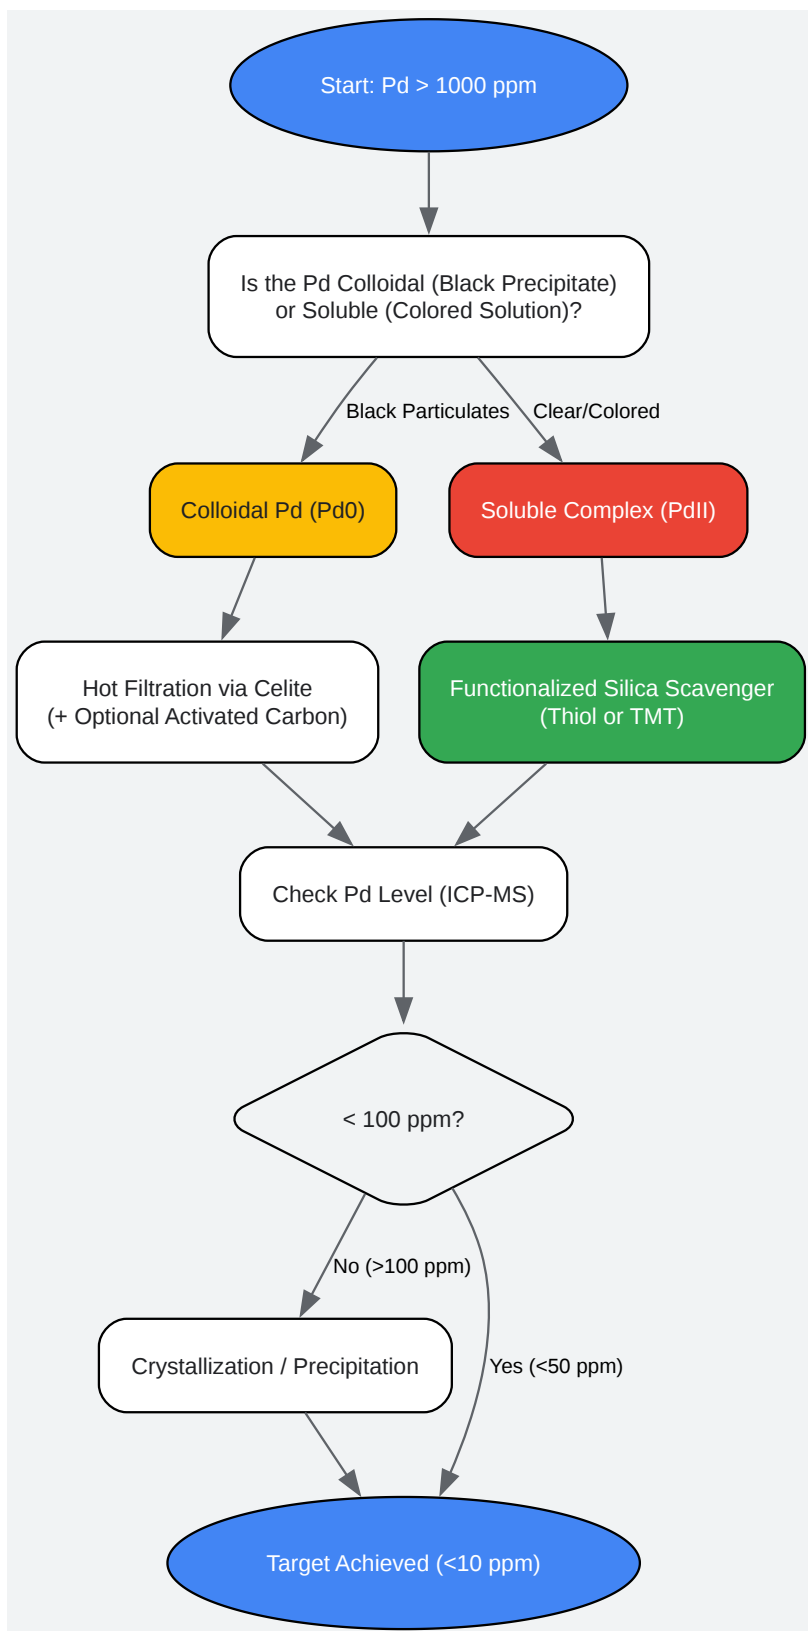 Start: Pd > 1000 ppm
Is the Pd Colloidal (Black Precipitate)
or Soluble (Colored Solution)?
Black Particulates
Clear/Colored
Colloidal Pd (Pd0)
Soluble Complex (PdII)
Hot Filtration via Celite
(+ Optional Activated Carbon)
Functionalized Silica Scavenger
(Thiol or TMT)
Check Pd Level (ICP-MS)
< 100 ppm?
No (>100 ppm)
Crystallization / Precipitation
Yes (<50 ppm)
Target Achieved (<10 ppm)